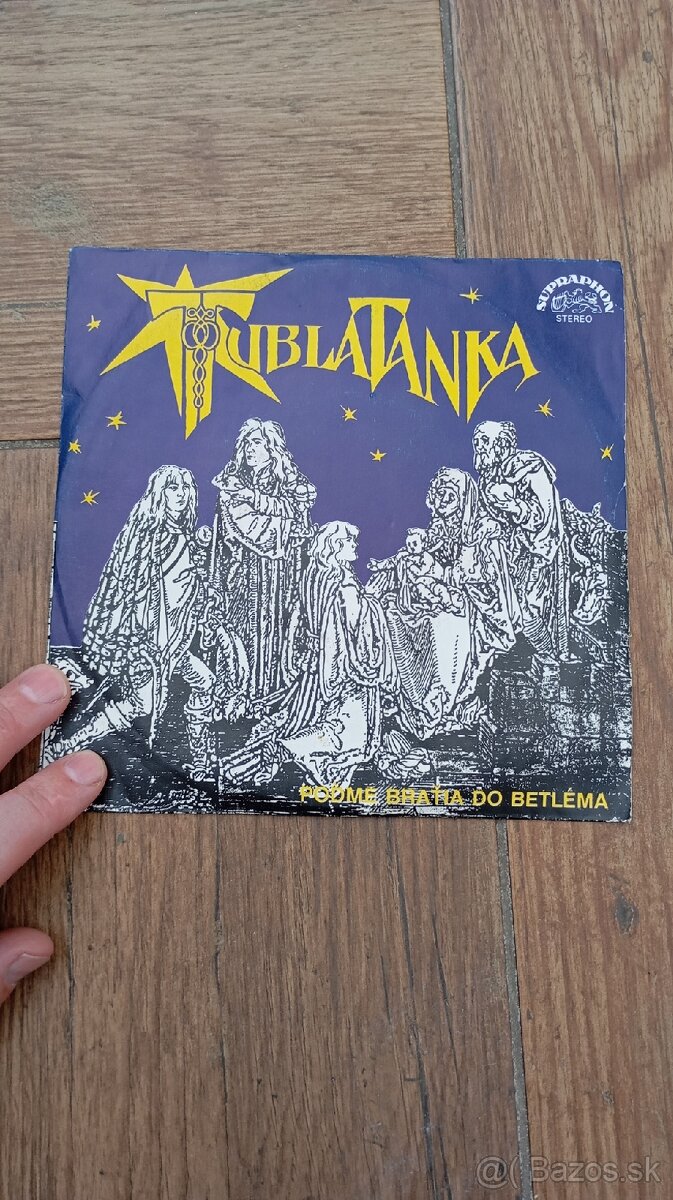 TUBLATANKA
SUPRAPHON
STEREO
POĎME BRATIA DO BETLÉMA
@( Bazos.sk